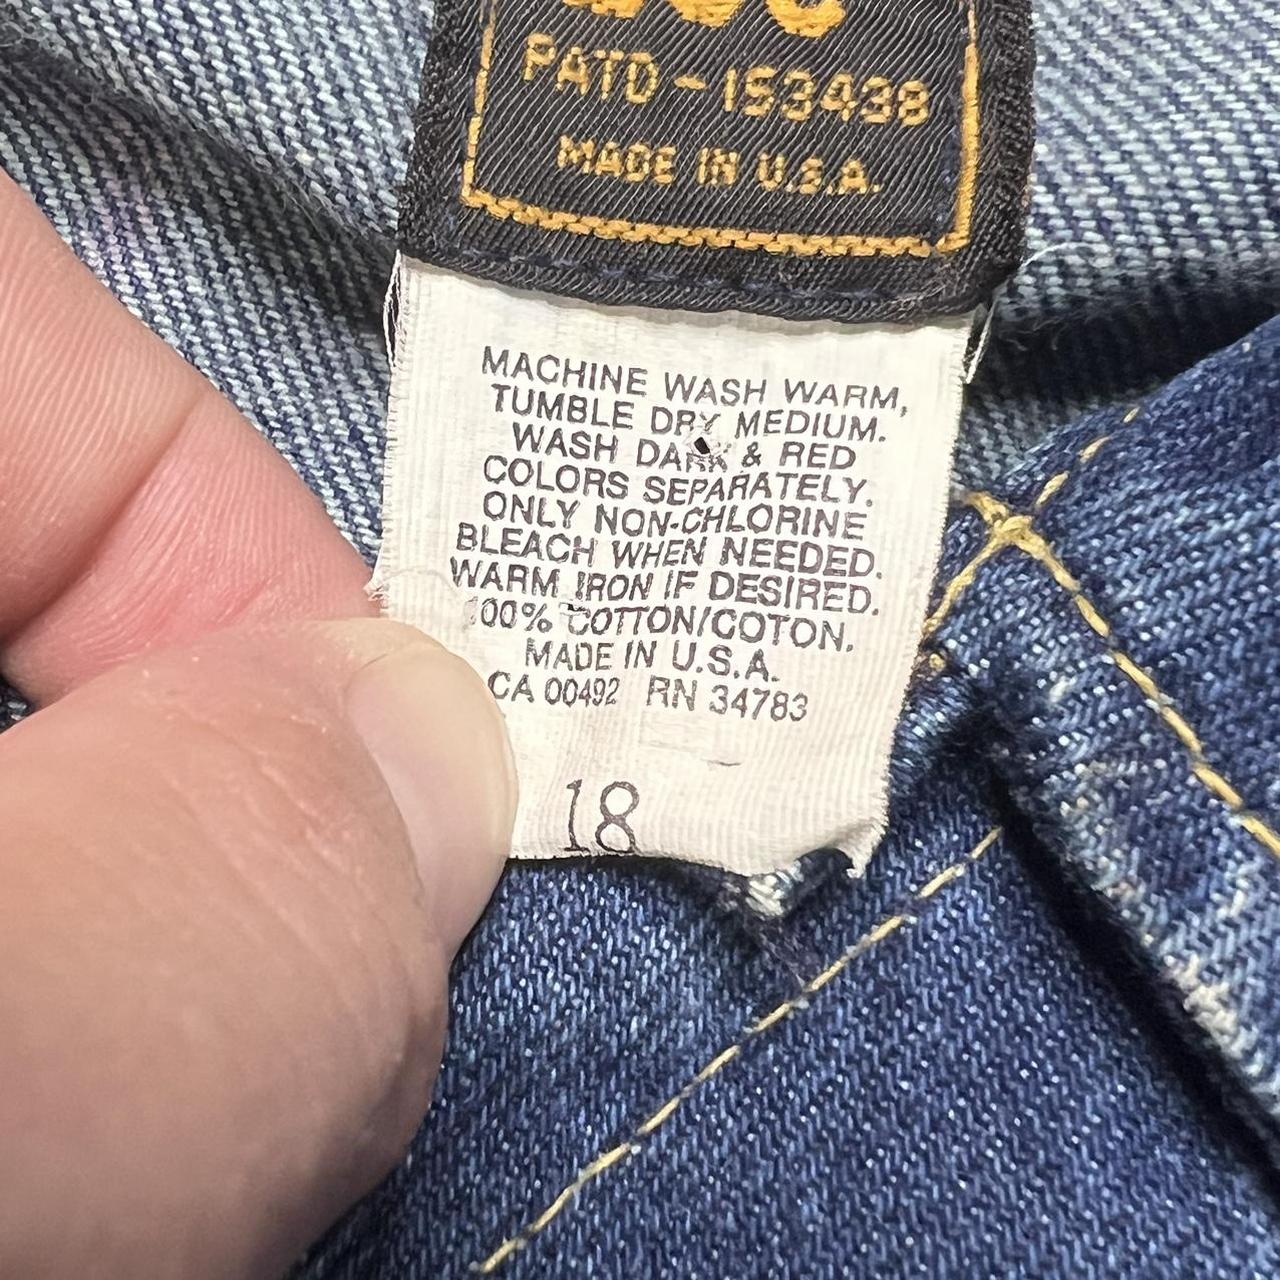 PATD-153438
MADE IN U.S.A.
MACHINE WASH WARM,
TUMBLE DRY MEDIUM.
WASH DARK & RED
COLORS SEPARATELY.
ONLY NON-CHLORINE
BLEACH WHEN NEEDED.
WARM IRON IF DESIRED.
100% COTTON/COTON.
MADE IN U.S.A.
CA 00492 RN 34783
18